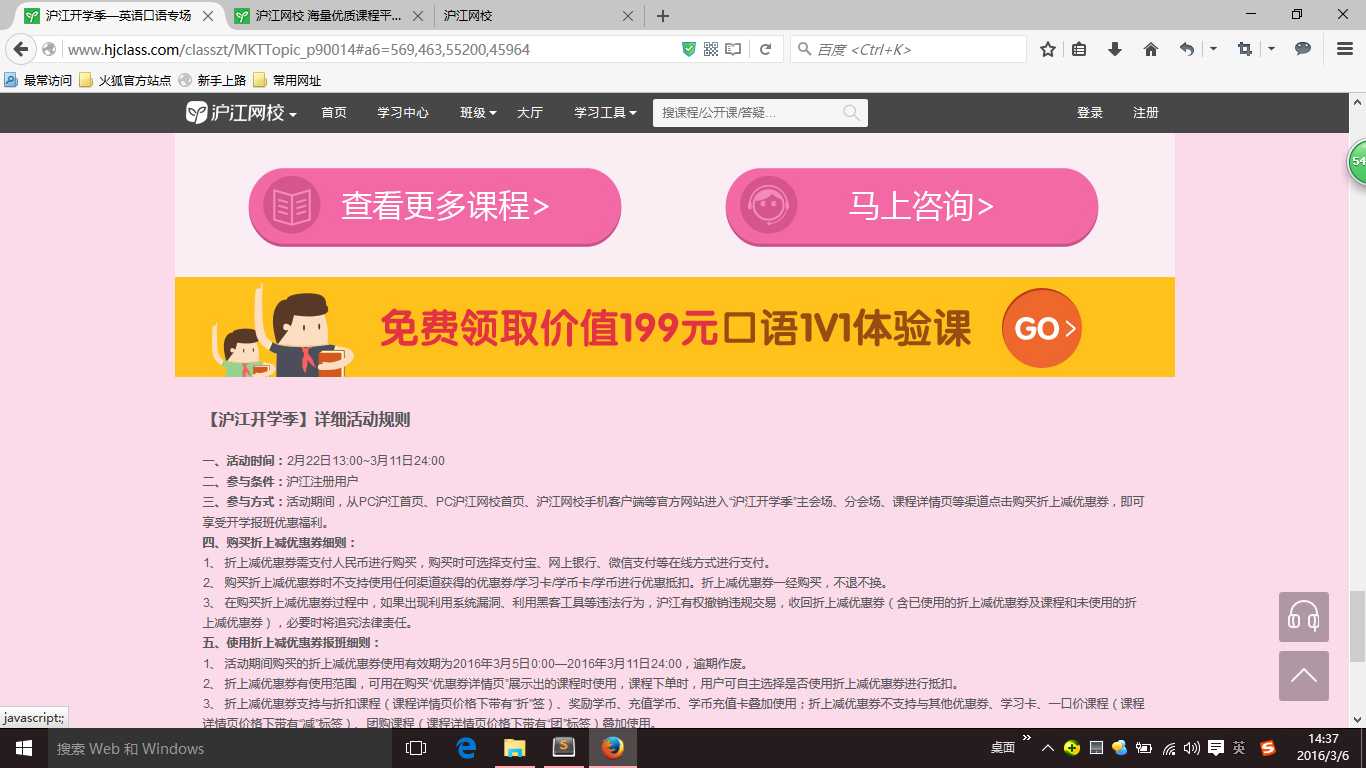 沪江开学季—英语口语专场
沪江网校 海量优质课程平...
沪江网校
www.hjclass.com/classzt/MKTTopic_p90014#a6=569,463,55200,45964
百度 <Ctrl+K>
最常访问 火狐官方站点 新手上路 常用网址
沪江网校 首页 学习中心 班级 大厅 学习工具 搜课程/公开课/答疑... 登录 注册
54
查看更多课程>
马上咨询>
免费领取价值199元口语1V1体验课
GO >
【沪江开学季】详细活动规则
一、活动时间：2月22日13:00~3月11日24:00
二、参与条件：沪江注册用户
三、参与方式：活动期间，从PC沪江首页、PC沪江网校首页、沪江网校手机客户端等官方网站进入“沪江开学季”主会场、分会场、课程详情页等渠道点击购买折上减优惠券，即可
享受开学报班优惠福利。
四、购买折上减优惠券细则：
1、 折上减优惠券需支付人民币进行购买，购买时可选择支付宝、网上银行、微信支付等在线方式进行支付。
2、 购买折上减优惠券时不支持使用任何渠道获得的优惠券/学习卡/学币卡/学币进行优惠抵扣。折上减优惠券一经购买，不退不换。
3、 在购买折上减优惠券过程中，如果出现利用系统漏洞、利用黑客工具等违法行为，沪江有权撤销违规交易，收回折上减优惠券（含已使用的折上减优惠券及课程和未使用的折
上减优惠券），必要时将追究法律责任。
五、使用折上减优惠券报班细则：
1、 活动期间购买的折上减优惠券使用有效期为2016年3月5日0:00—2016年3月11日24:00，逾期作废。
2、 折上减优惠券有使用范围，可用在购买“优惠券详情页”展示出的课程时使用，课程下单时，用户可自主选择是否使用折上减优惠券进行抵扣。
3、 折上减优惠券支持与折扣课程（课程详情页价格下带有”折”签）、奖励学币、充值学币、学币充值卡叠加使用；折上减优惠券不支持与其他优惠券、学习卡、一口价课程（课程
详情页价格下带有“减”标签）、团购课程（课程详情页价格下带有“团”标签）叠加使用。
javascript:;
搜索 Web 和 Windows
桌面
英
14:37
2016/3/6